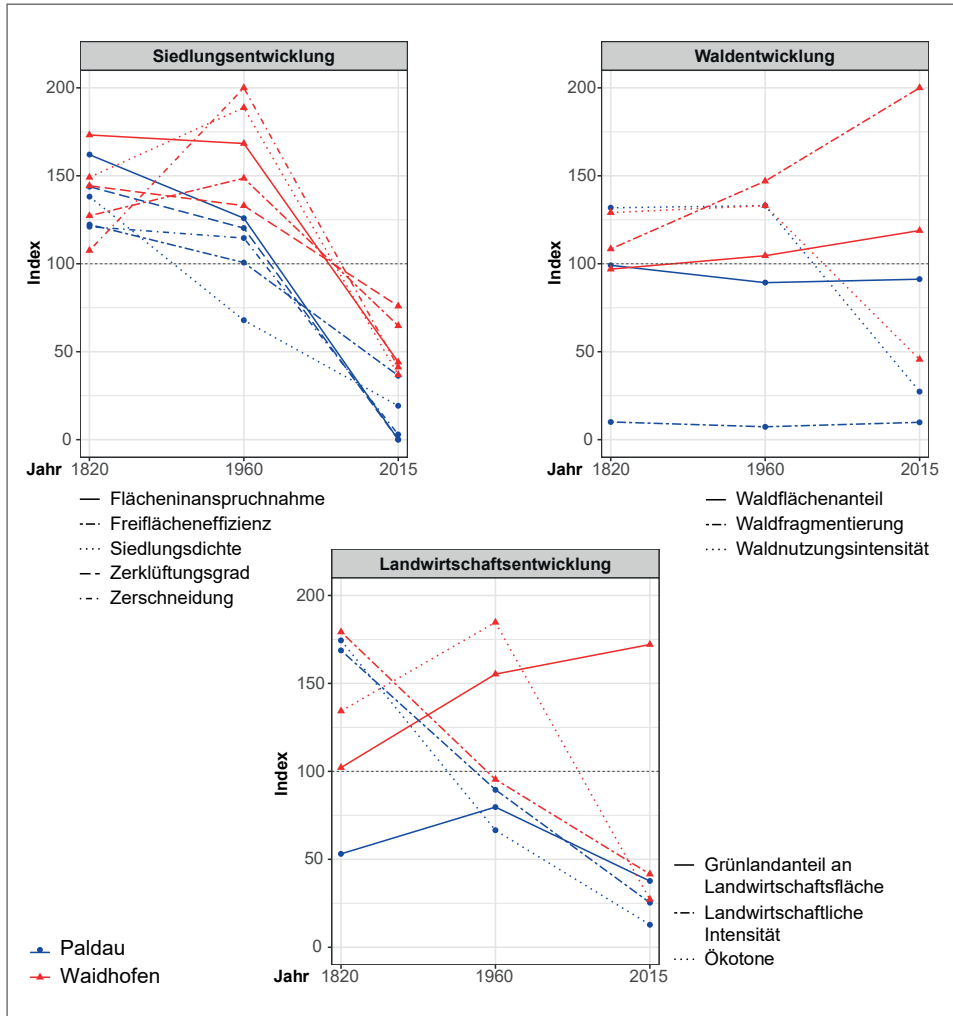 Siedlungsentwicklung
200
150
100
50
0
Index
Jahr
1820
1960
2015
Flächeninanspruchnahme
Freiflächeneffizienz
Siedlungsdichte
Zerklüftungsgrad
Zerschneidung
Waldentwicklung
200
150
100
50
0
Index
Jahr
1820
1960
2015
Waldflächenanteil
Waldfragmentierung
Waldnutzungsintensität
Landwirtschaftsentwicklung
200
150
100
50
0
Index
Jahr
1820
1960
2015
Grünlandanteil an
Landwirtschaftsfläche
Landwirtschaftliche
Intensität
Ökotone
Paldau
Waidhofen